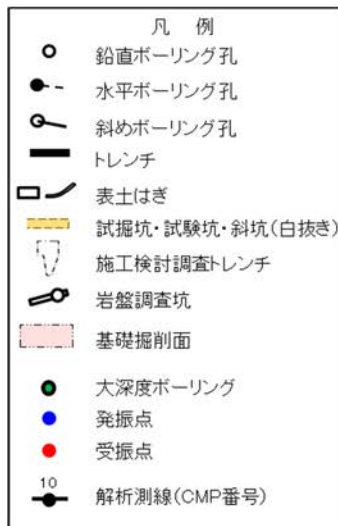 凡 例
鉛直ボーリング孔
水平ボーリング孔
斜めボーリング孔
トレンチ
表土はぎ
試掘坑・試験坑・斜坑(白抜き)
施工検討調査トレンチ
岩盤調査坑
基礎掘削面
大深度ボーリング
発振点
受振点
10
解析測線(CMP番号)